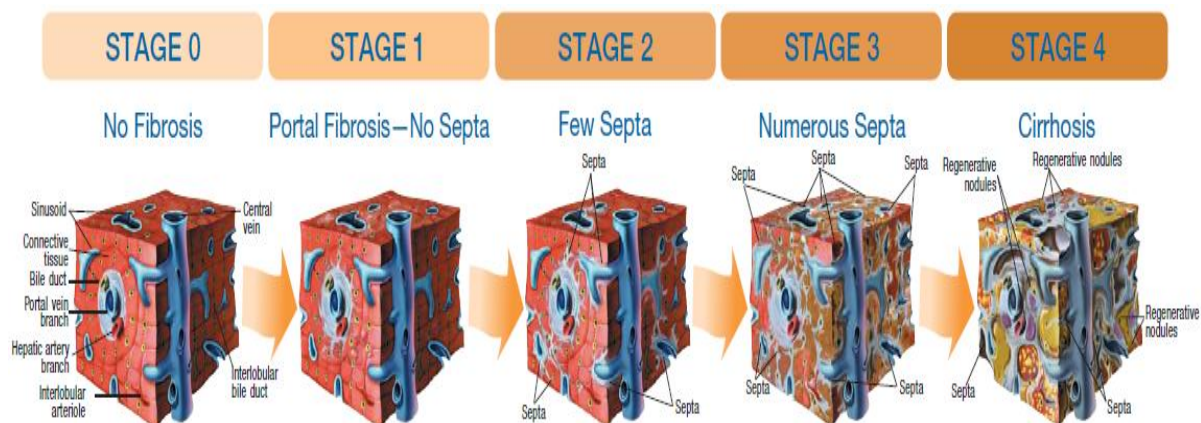 STAGE 0
STAGE 1
STAGE 2
STAGE 3
STAGE 4
No Fibrosis
Portal Fibrosis—No Septa
Few Septa
Numerous Septa
Cirrhosis
Sinusoid
Central
vein
Connective
tissue
Bile duct
Portal vein
branch
Hepatic artery
branch
Interlobular
arteriole
Interlobular
bile duct
Septa
Septa
Septa
Septa
Septa
Septa
Septa
Septa
Regenerative nodules
Regenerative
nodules
Regenerative
nodules
Septa
Septa